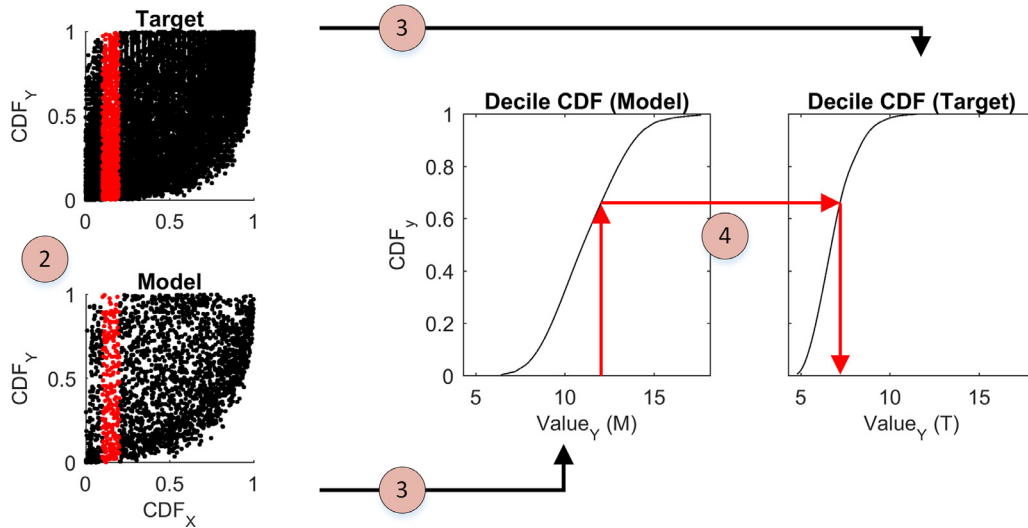 Target
CDF_Y
1
0.5
0
0 0.5 1
2
Model
CDF_Y
1
0.5
0
0 0.5 1
CDF_X
3
3
Decile CDF (Model)
CDF_y
1
0.8
0.6
0.4
0.2
0
5 10 15
Value_Y (M)
4
Decile CDF (Target)
5 10 15
Value_Y (T)